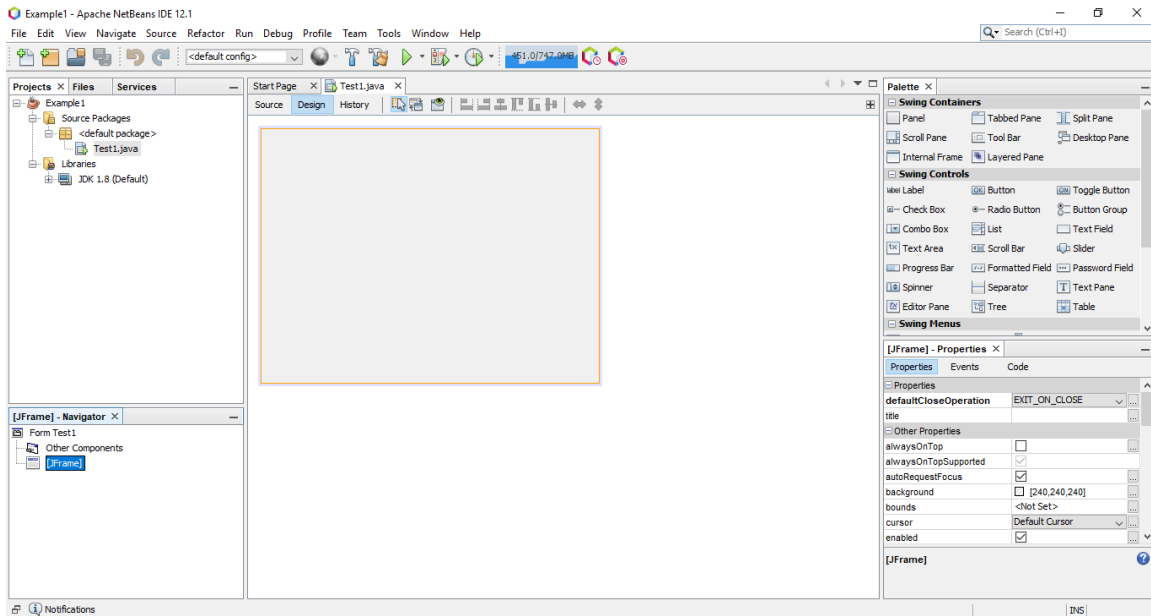 Example1 - Apache NetBeans IDE 12.1
File Edit View Navigate Source Refactor Run Debug Profile Team Tools Window Help
Search (Ctrl+I)
<default config>
451.0/747.0MB
Projects Files Services
Example1
Source Packages
<default package>
Test1.java
Libraries
JDK 1.8 (Default)
[JFrame] - Navigator
Form Test1
Other Components
[JFrame]
Start Page Test1.java
Source Design History
Palette
Swing Containers
Panel Tabbed Pane Split Pane
Scroll Pane Tool Bar Desktop Pane
Internal Frame Layered Pane
Swing Controls
label Label OK Button ON Toggle Button
Check Box Radio Button Button Group
Combo Box List Text Field
Text Area Scroll Bar Slider
Progress Bar Formatted Field Password Field
Spinner Separator Text Pane
Editor Pane Tree Table
Swing Menus
[JFrame] - Properties
Properties Events Code
Properties
defaultCloseOperation EXIT_ON_CLOSE
title
Other Properties
alwaysOnTop
alwaysOnTopSupported
autoRequestFocus
background [240,240,240]
bounds <Not Set>
cursor Default Cursor
enabled
[JFrame]
Notifications
INS